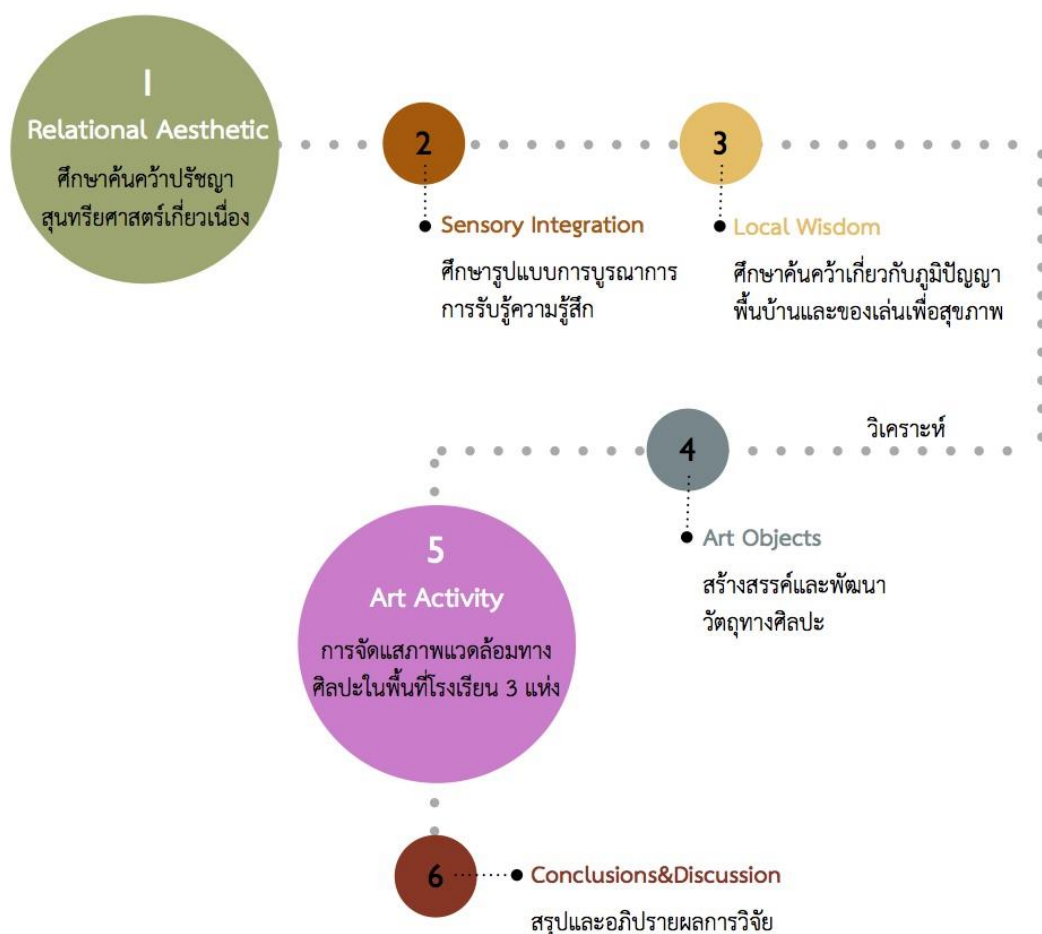 1
Relational Aesthetic
ศึกษาค้นคว้าปรัชญา
สุนทรียศาสตร์เกี่ยวเนื่อง
2
Sensory Integration
ศึกษารูปแบบการบูรณาการ
การรับรู้ความรู้สึก
3
Local Wisdom
ศึกษาค้นคว้าเกี่ยวกับภูมิปัญญา
พื้นบ้านและของเล่นเพื่อสุขภาพ
วิเคราะห์
4
Art Objects
สร้างสรรค์และพัฒนา
วัตถุทางศิลปะ
5
Art Activity
การจัดแสภาพแวดล้อมทาง
ศิลปะในพื้นที่โรงเรียน 3 แห่ง
6
Conclusions&Discussion
สรุปและอภิปรายผลการวิจัย